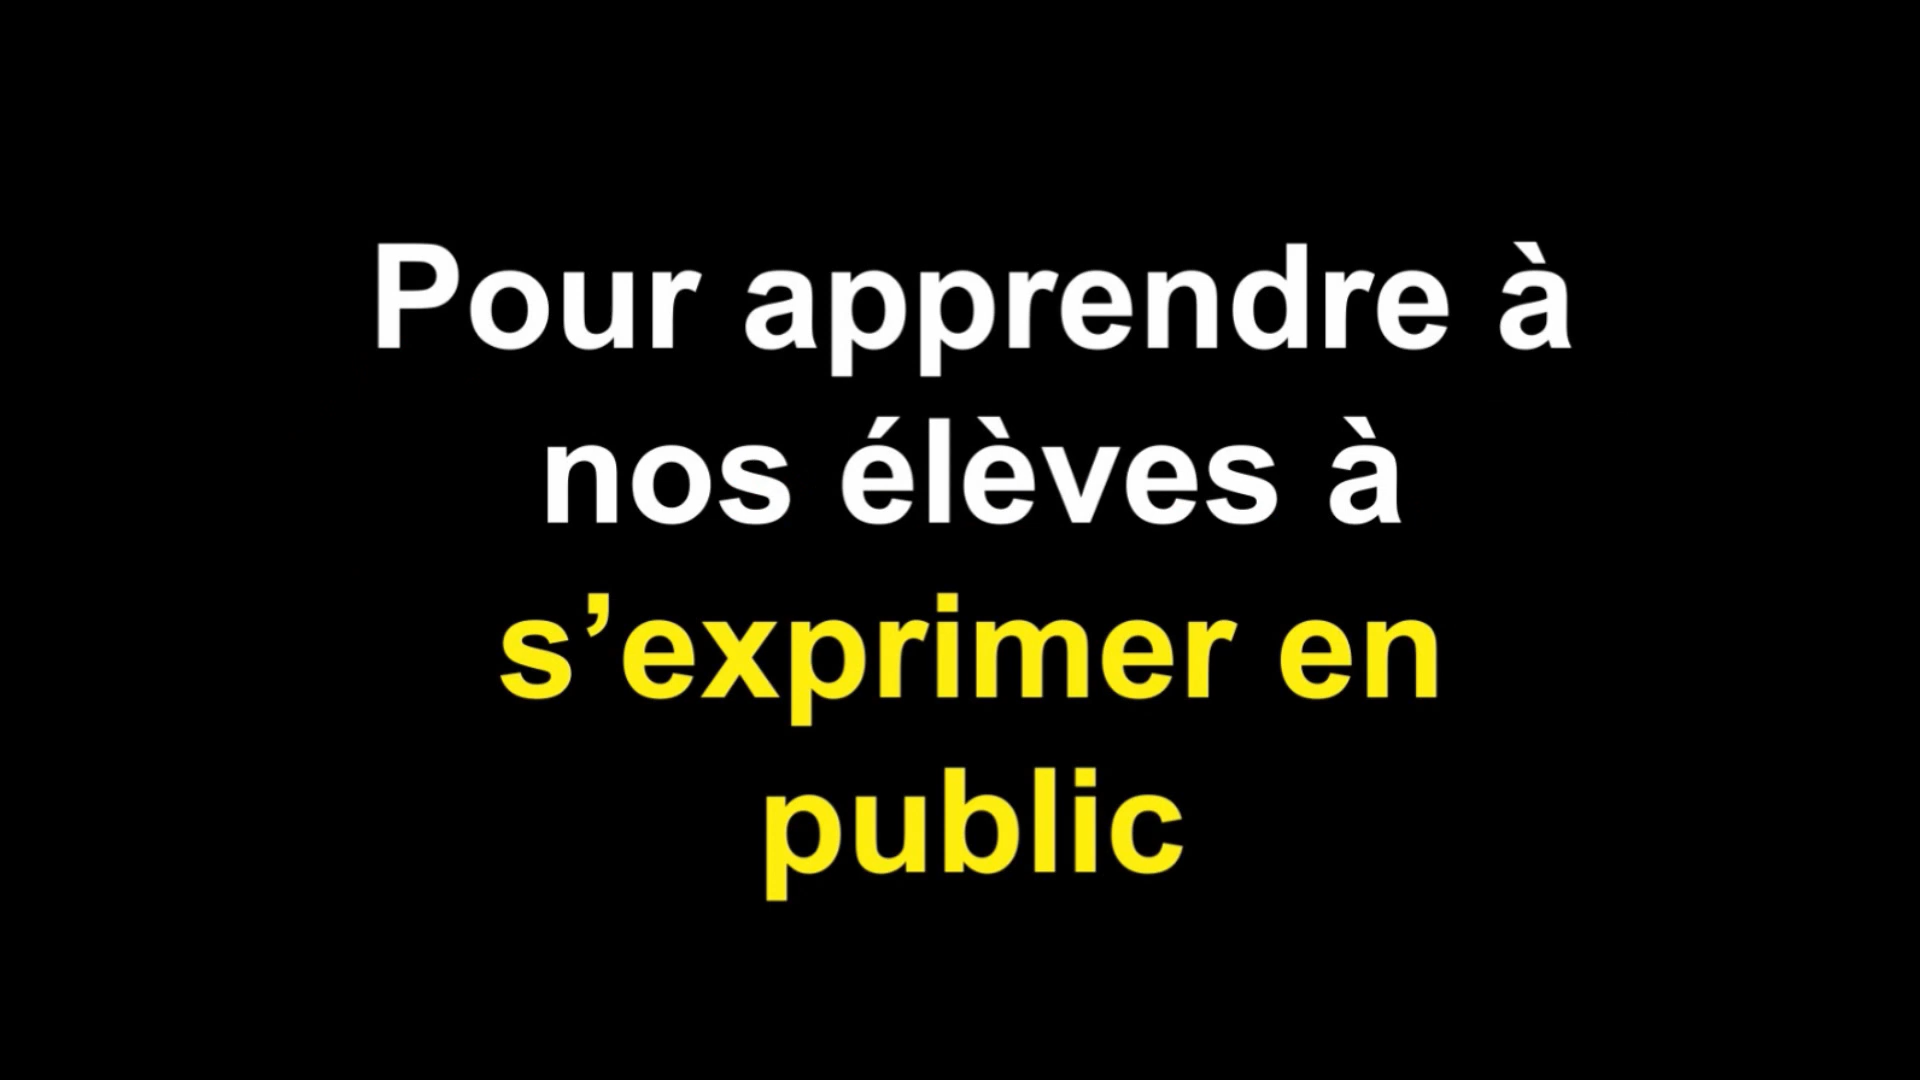 Pour apprendre à
nos élèves à
s’exprimer en
public